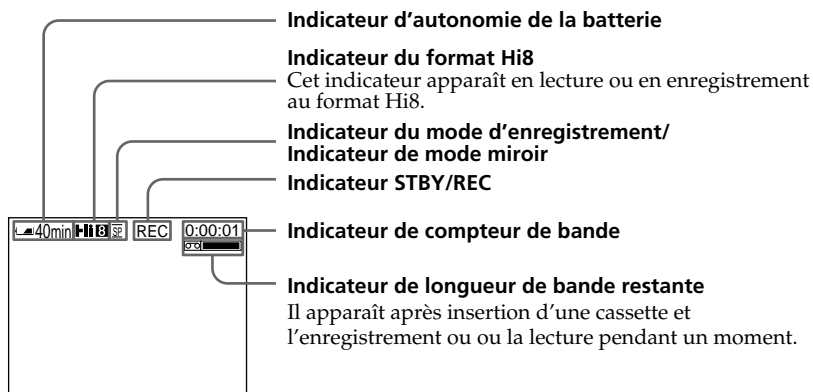 Indicateur d'autonomie de la batterie
Indicateur du format Hi8
Cet indicateur apparaît en lecture ou en enregistrement
au format Hi8.
Indicateur du mode d'enregistrement/
Indicateur de mode miroir
Indicateur STBY/REC
40min Hi8 SP REC 0:00:01
Indicateur de compteur de bande
Indicateur de longueur de bande restante
Il apparaît après insertion d'une cassette et
l'enregistrement ou ou la lecture pendant un moment.